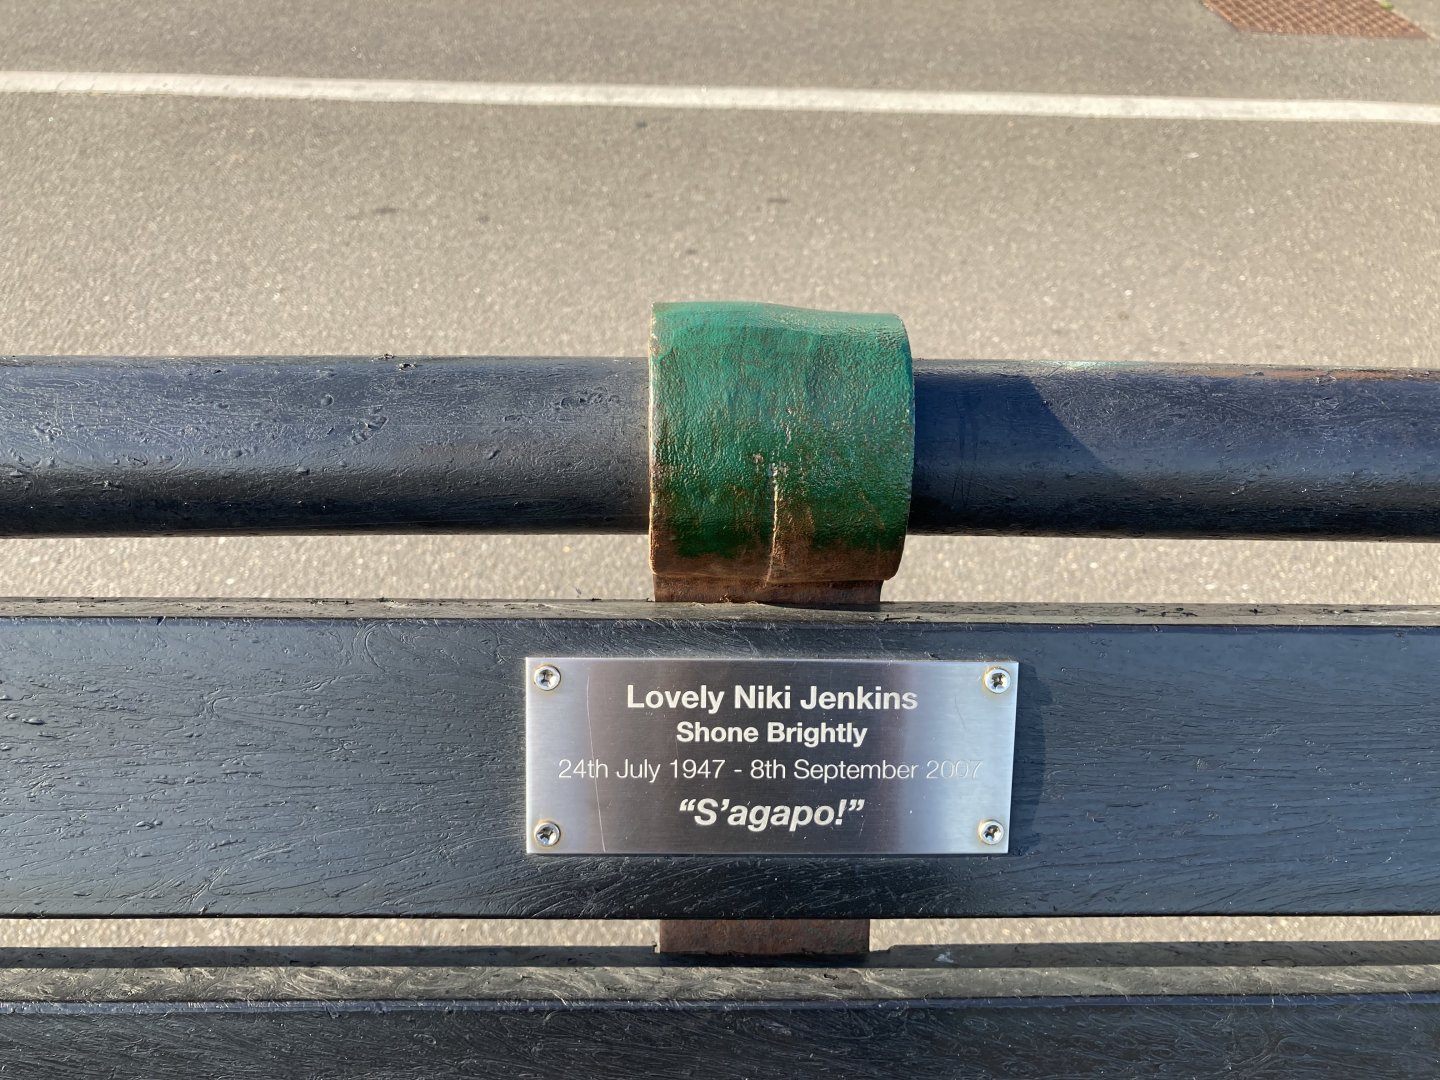 Lovely Niki Jenkins
Shone Brightly
24th July 1947 - 8th September 2007
“S’agapo!”